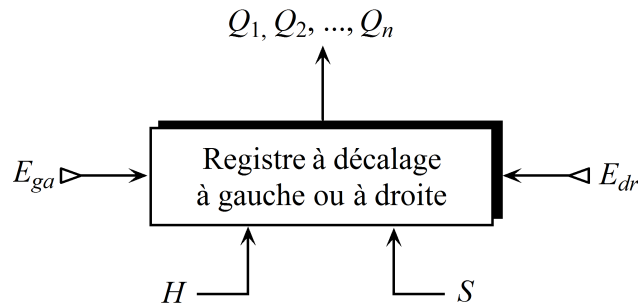 Q1, Q2, ..., Qn
Registre à décalage
Ega
à gauche ou à droite
Edr
H
S